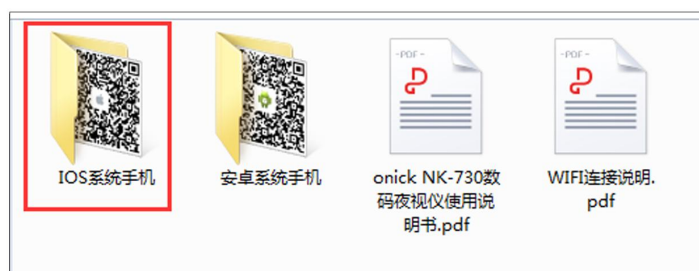 IOS系统手机
安卓系统手机
-PDF-
onick NK-730数
码夜视仪使用说
明书.pdf
-PDF-
WIFI连接说明.
pdf